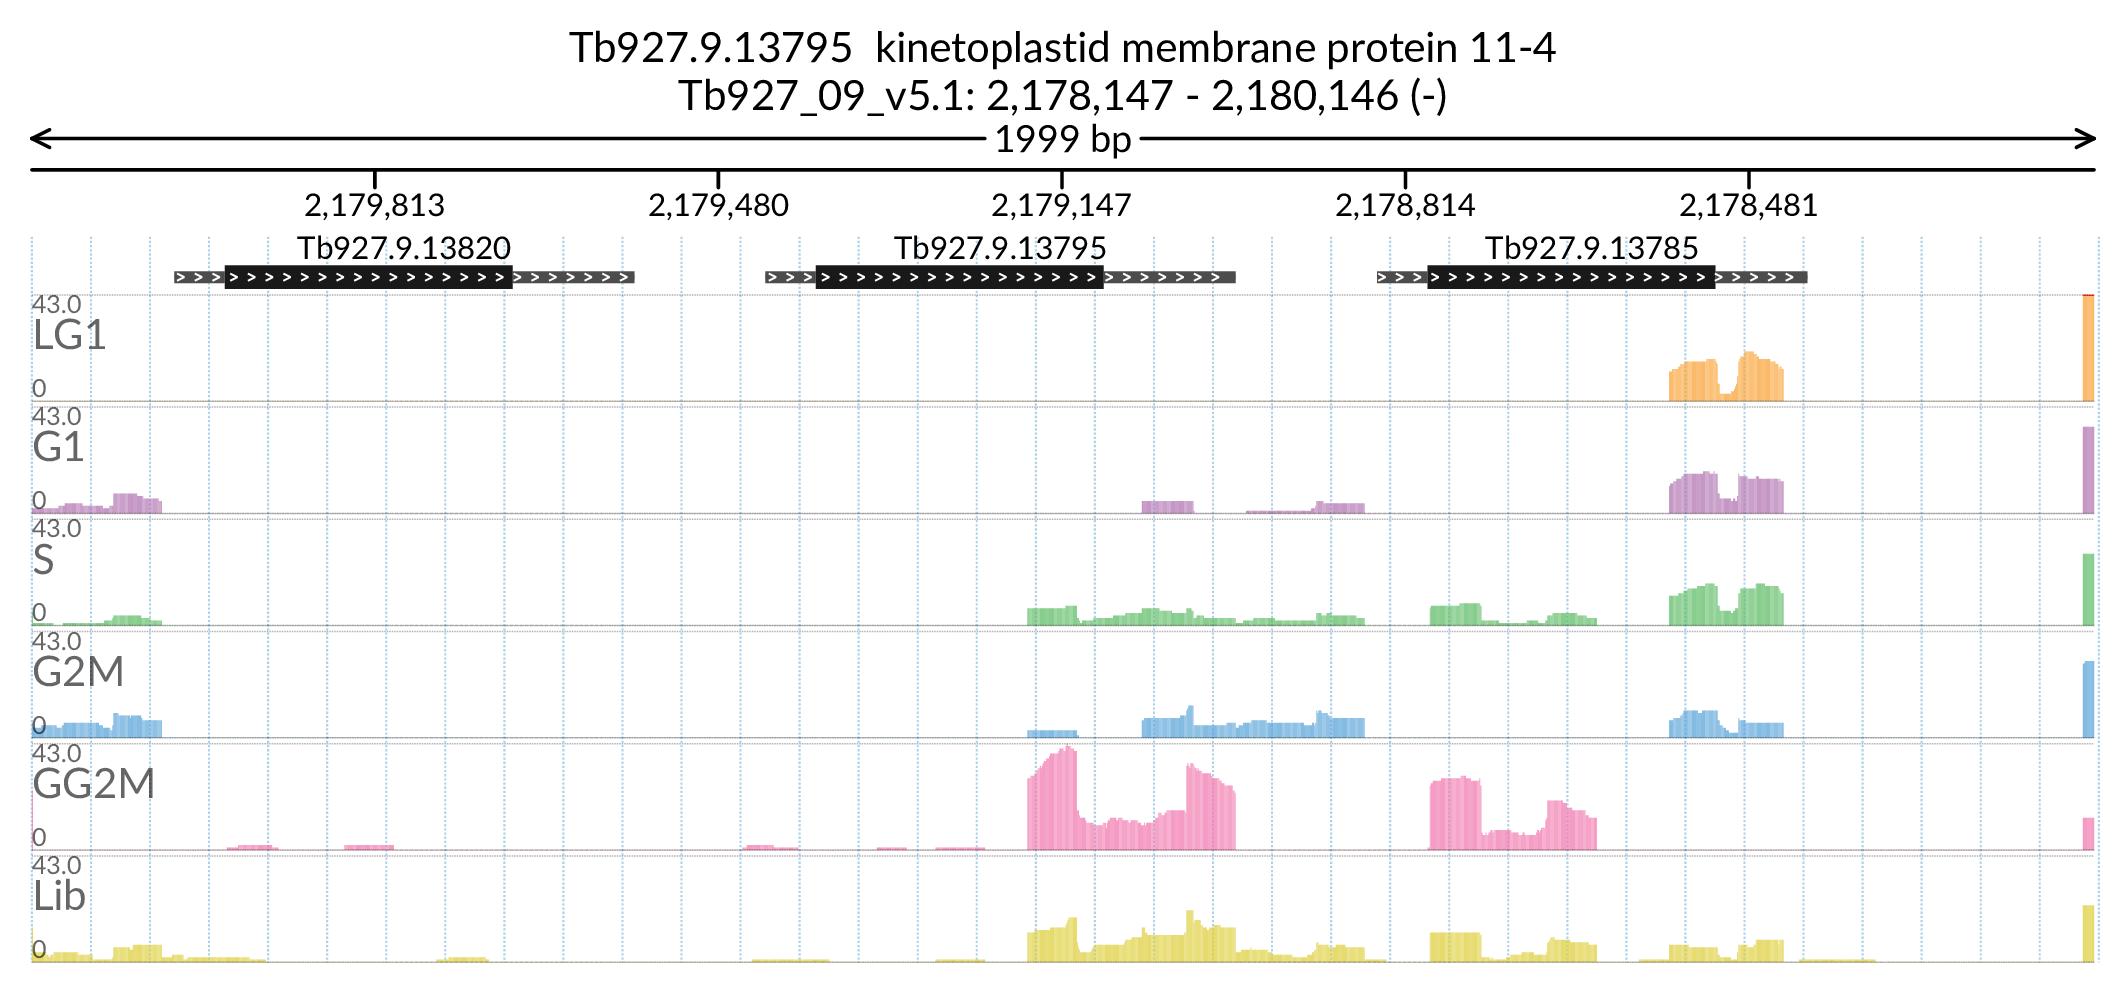 Tb927.9.13795 kinetoplastid membrane protein 11-4
Tb927_09_v5.1: 2,178,147 - 2,180,146 (-)
1999 bp
2,179,813 2,179,480 2,179,147 2,178,814 2,178,481
Tb927.9.13820 Tb927.9.13795 Tb927.9.13785
43.0
LG1
0
43.0
G1
0
43.0
S
0
43.0
G2M
0
43.0
GG2M
0
43.0
Lib
0